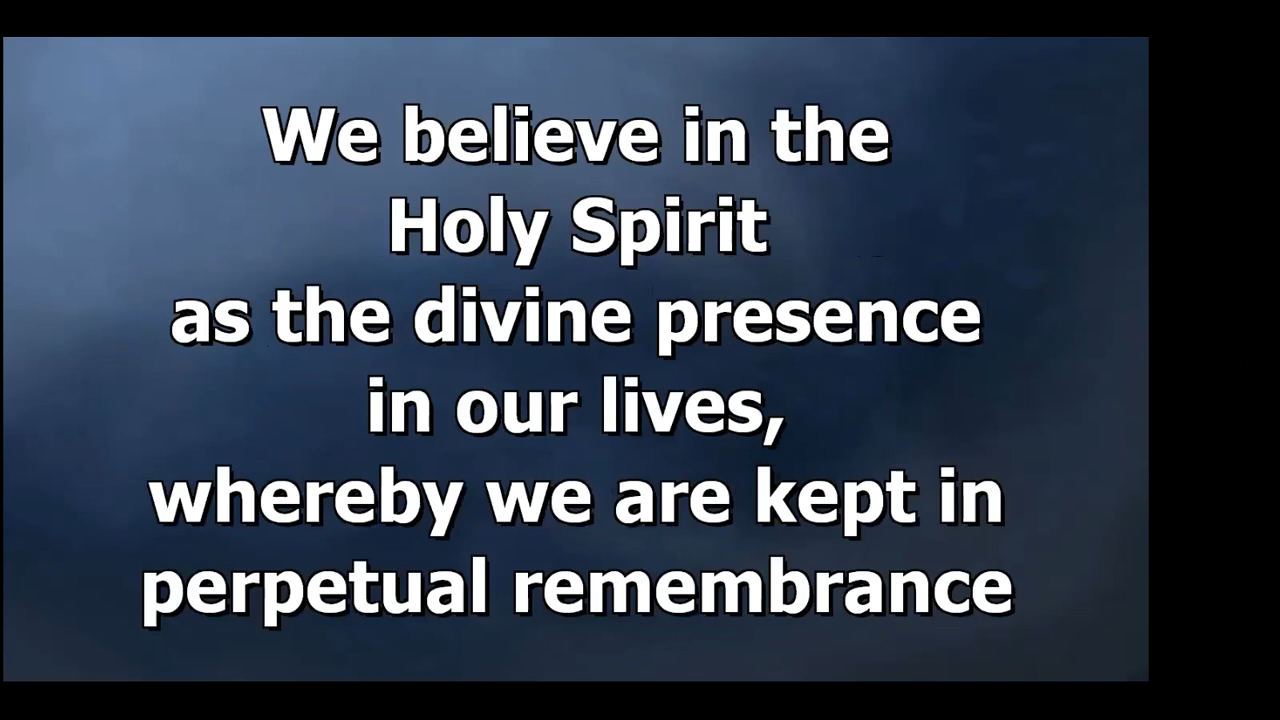 We believe in the
Holy Spirit
as the divine presence
in our lives,
whereby we are kept in
perpetual remembrance